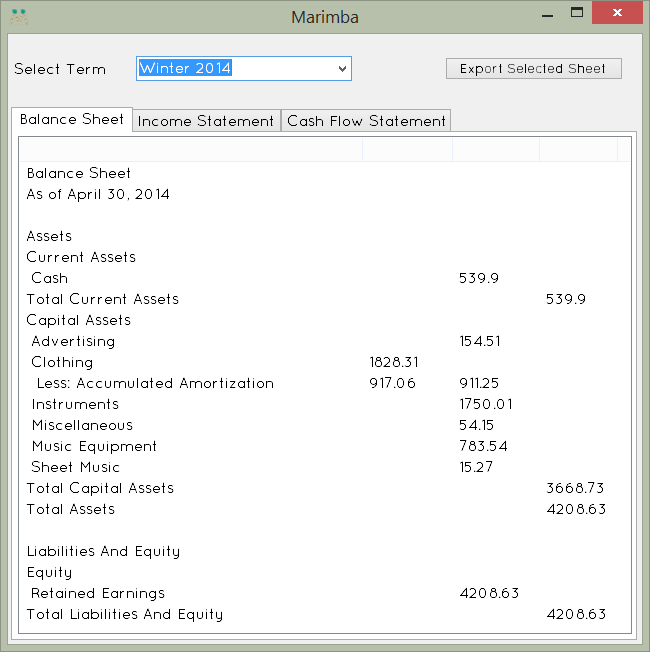 Marimba
Select Term Winter 2014 Export Selected Sheet
Balance Sheet Income Statement Cash Flow Statement
Balance Sheet
As of April 30, 2014
Assets
Current Assets
Cash 539.9
Total Current Assets 539.9
Capital Assets
Advertising 154.51
Clothing 1828.31
Less: Accumulated Amortization 917.06 911.25
Instruments 1750.01
Miscellaneous 54.15
Music Equipment 783.54
Sheet Music 15.27
Total Capital Assets 3668.73
Total Assets 4208.63
Liabilities And Equity
Equity
Retained Earnings 4208.63
Total Liabilities And Equity 4208.63